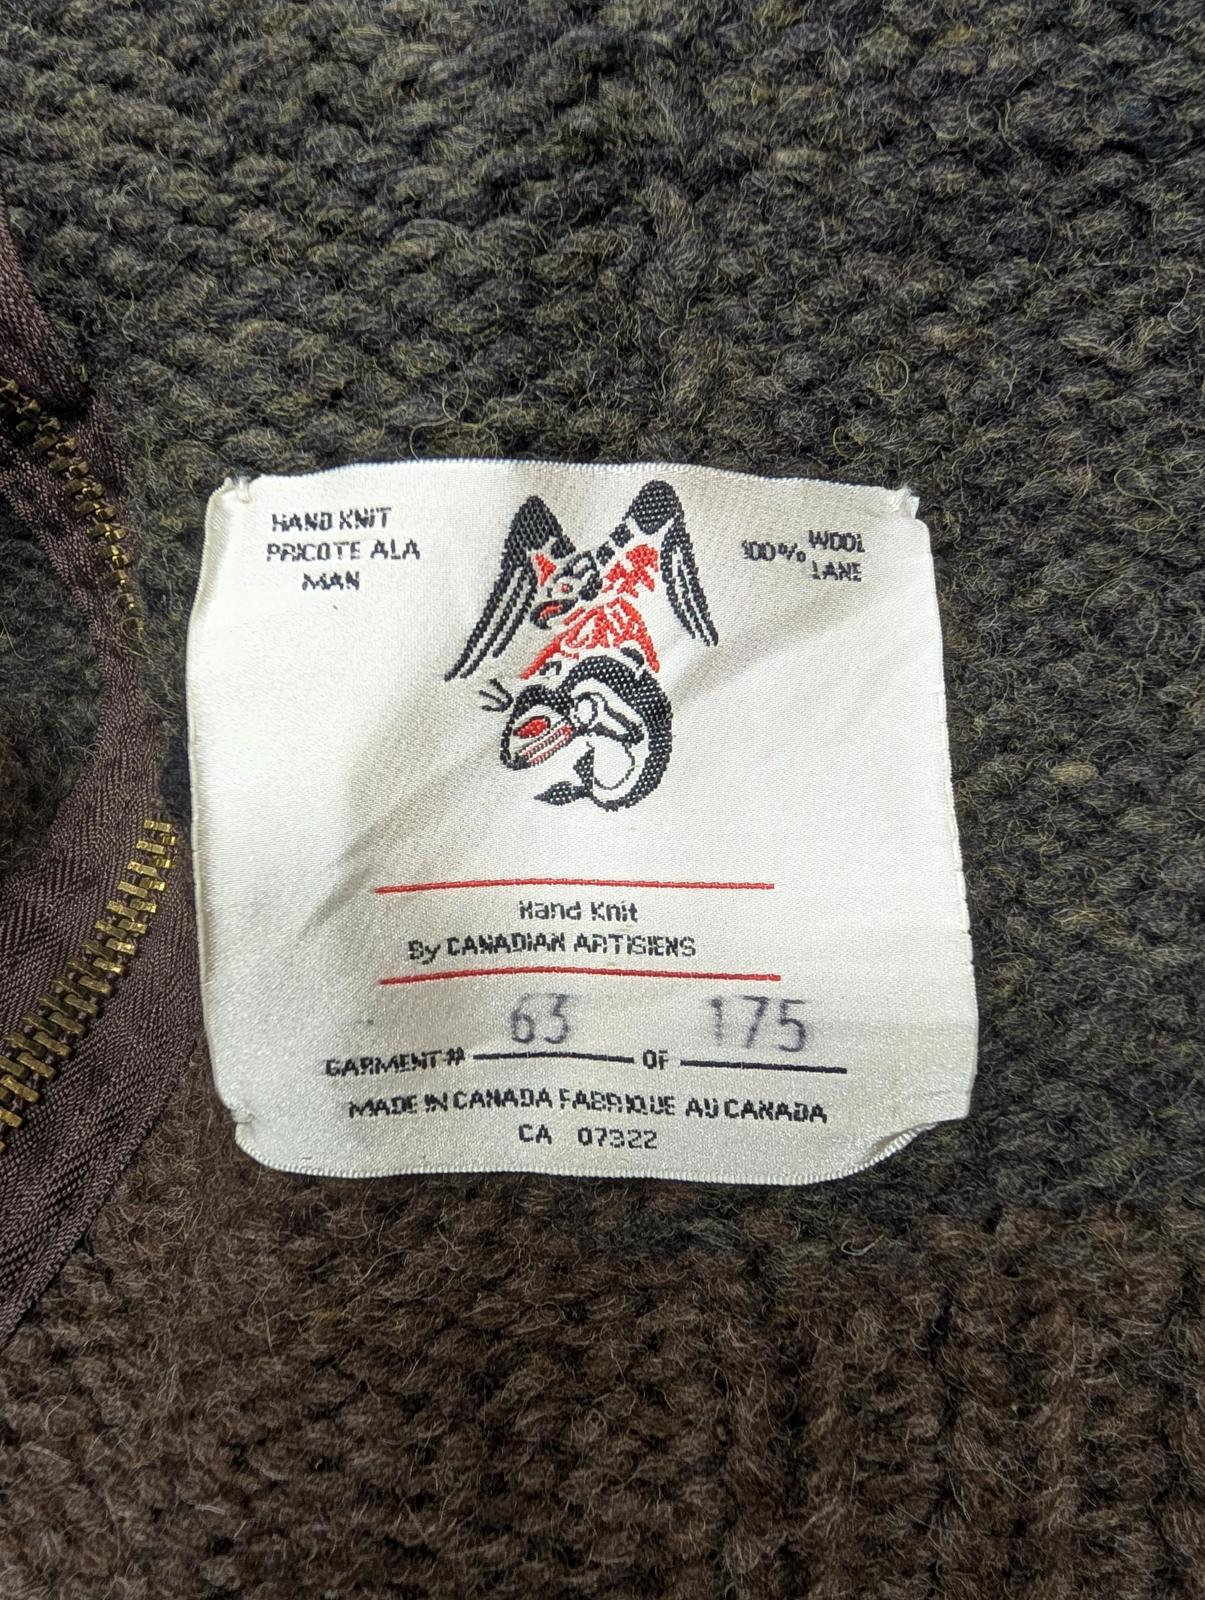 HAND KNIT
PRICOTE ALA
MAN
100% WOOL
LANE
Hand Knit
By CANADIAN ARTISIENS
63 175
GARMENT # OF
MADE IN CANADA FABRIQUE AU CANADA
CA 07322